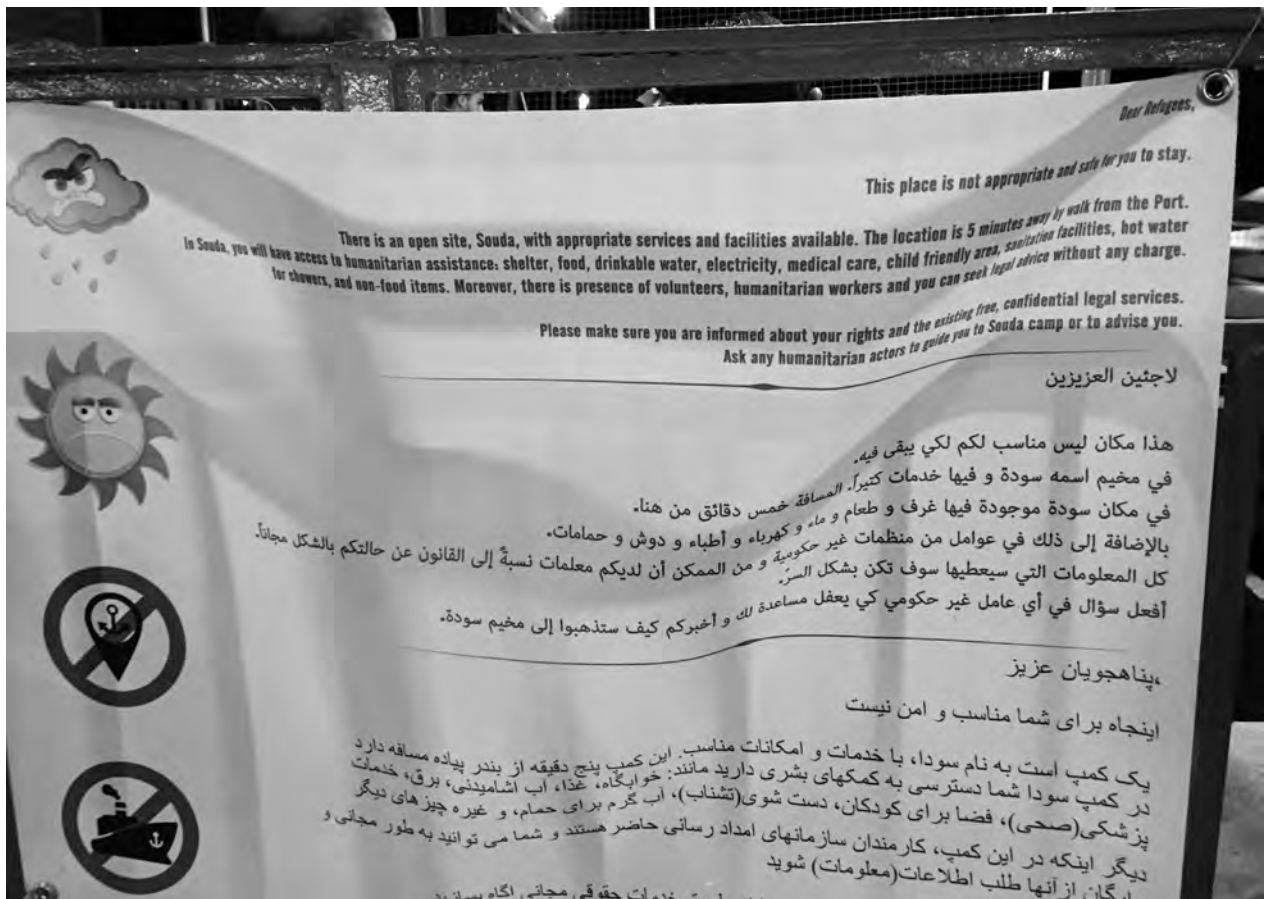 Dear Refugees,
This place is not appropriate and safe for you to stay.
There is an open site, Souda, with appropriate services and facilities available. The location is 5 minutes away by walk from the Port.
In Souda, you will have access to humanitarian assistance: shelter, food, drinkable water, electricity, medical care, child friendly area, sanitation facilities, hot water
for showers, and non-food items. Moreover, there is presence of volunteers, humanitarian workers and you can seek legal advice without any charge.
Please make sure you are informed about your rights and the existing free, confidential legal services.
Ask any humanitarian actors to guide you to Souda camp or to advise you.
لاجئين العزيزين
هذا مكان ليس مناسب لكم لكي يبقى فيه.
في مخيم اسمه سودة و فيها خدمات كتيراً. المسافة خمس دقائق من هنا.
في مكان سودة موجودة فيها غرف و طعام و ماء و كهرباء و أطباء و دوش و حمامات.
بالإضافة إلى ذلك في عوامل من منظمات غير حكومية و من الممكن أن لديكم معلمات نسبةً إلى القانون عن حالتكم بالشكل مجاناً.
كل المعلومات التي سيعطيها سوف تكن بشكل السرّ.
أفعل سؤال في أي عامل غير حكومي كي يعفل مساعدة لك و أخبركم كيف ستذهبوا إلى مخيم سودة.
،پناهجویان عزیز
اینجاه برای شما مناسب و امن نیست
یک کمپ است به نام سودا، با خدمات و امکانات مناسب. این کمپ پنج دقیقه از بندر پیاده مسافه دارد
در کمپ سودا شما دسترسی به کمکهای بشری دارید مانند: خوابگاه، غذا، آب اشامیدنی، برق، خدمات
پزشکی(صحی)، فضا برای کودکان، دست شوی(تشناب)، آب گرم برای حمام، و غیره چیز های دیگر
دیگر اینکه در این کمپ، کارمندان سازمانهای امداد رسانی حاضر هستند و شما می توانید به طور مجانی و
رایگان از آنها طلب اطلاعات(معلومات) شوید
خدمات حقوقی مجانی اگاه بسازید